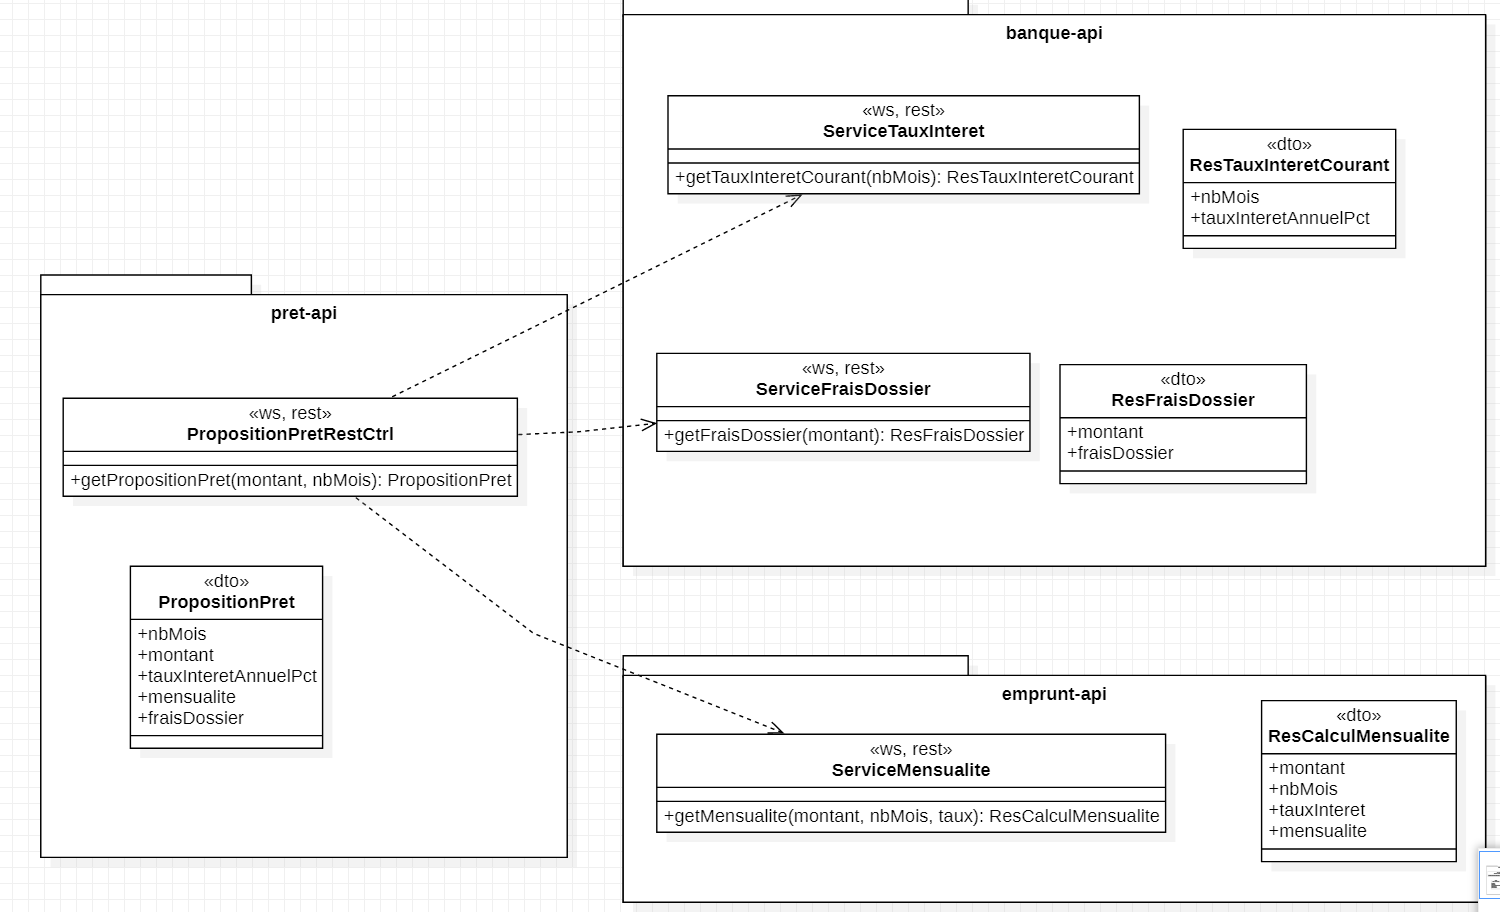 banque-api
«ws, rest»
ServiceTauxInteret
+getTauxInteretCourant(nbMois): ResTauxInteretCourant
«dto»
ResTauxInteretCourant
+nbMois
+tauxInteretAnnuelPct
pret-api
«ws, rest»
PropositionPretRestCtrl
+getPropositionPret(montant, nbMois): PropositionPret
«ws, rest»
ServiceFraisDossier
+getFraisDossier(montant): ResFraisDossier
«dto»
ResFraisDossier
+montant
+fraisDossier
«dto»
PropositionPret
+nbMois
+montant
+tauxInteretAnnuelPct
+mensualite
+fraisDossier
emprunt-api
«ws, rest»
ServiceMensualite
+getMensualite(montant, nbMois, taux): ResCalculMensualite
«dto»
ResCalculMensualite
+montant
+nbMois
+tauxInteret
+mensualite